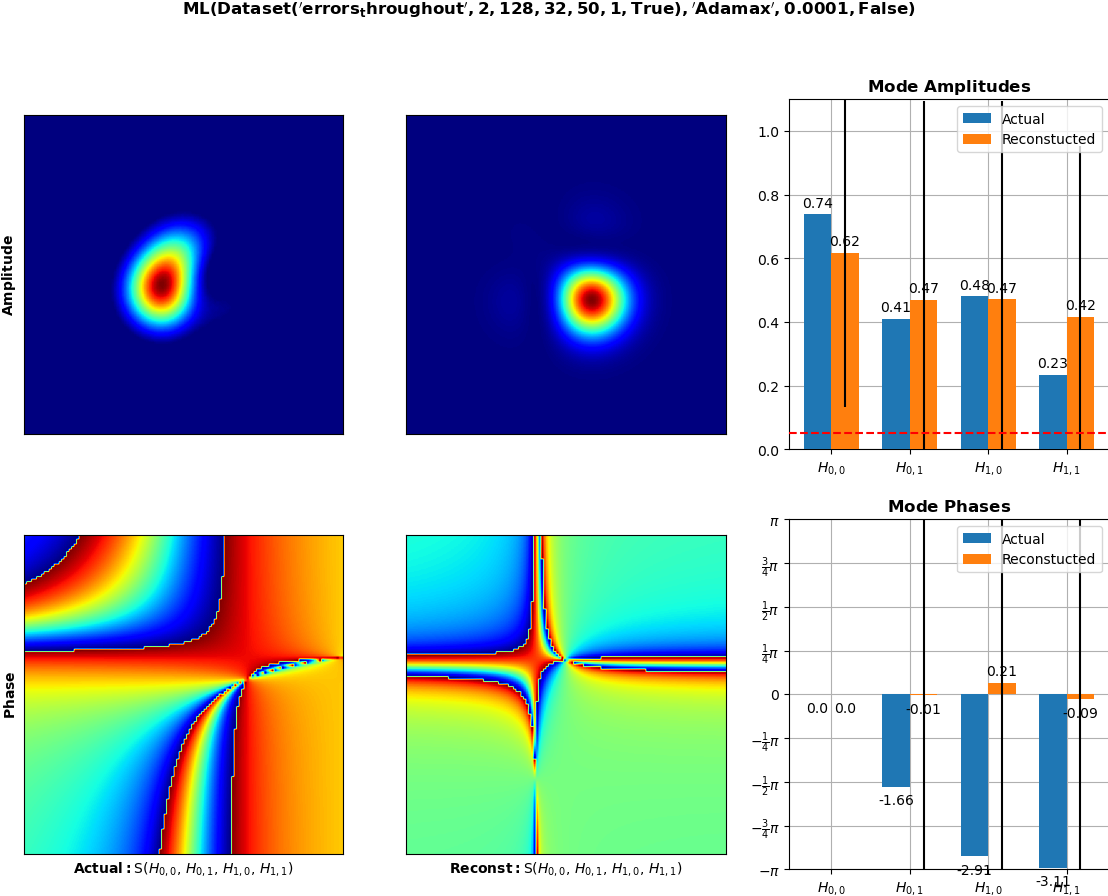 ML(Dataset('errors_throughout', 2, 128, 32, 50, 1, True), 'Adamax', 0.0001, False)
Mode Amplitudes
Amplitude
Actual
Reconstucted
1.0
0.8
0.6
0.4
0.2
0.0
0.74
0.62
0.41
0.47
0.48
0.47
0.23
0.42
H0,0
H0,1
H1,0
H1,1
Mode Phases
Phase
Actual
Reconstucted
π
3/4π
1/2π
1/4π
0
-1/4π
-1/2π
-3/4π
-π
0.0
0.0
-1.66
-0.01
-2.91
0.21
-3.11
-0.09
H0,0
H0,1
H1,0
H1,1
Actual: S(H0,0, H0,1, H1,0, H1,1)
Reconst: S(H0,0, H0,1, H1,0, H1,1)